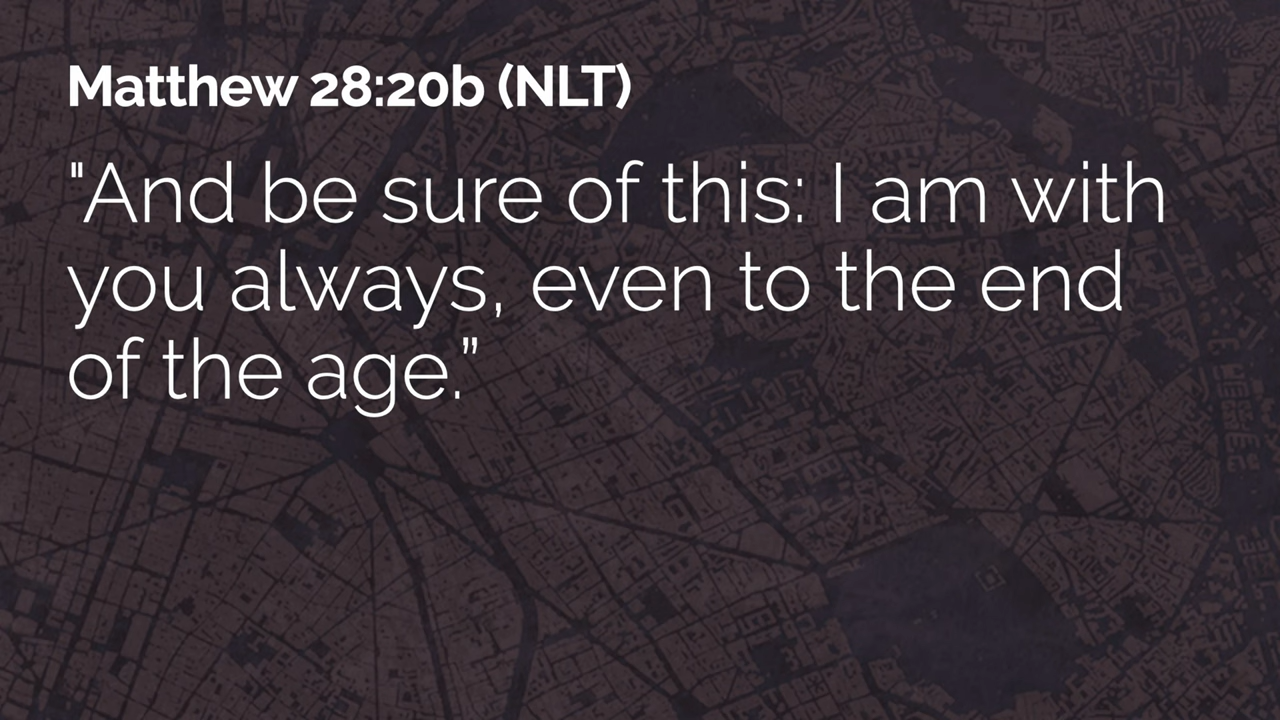 Matthew 28:20b (NLT)
"And be sure of this: I am with
you always, even to the end
of the age.”